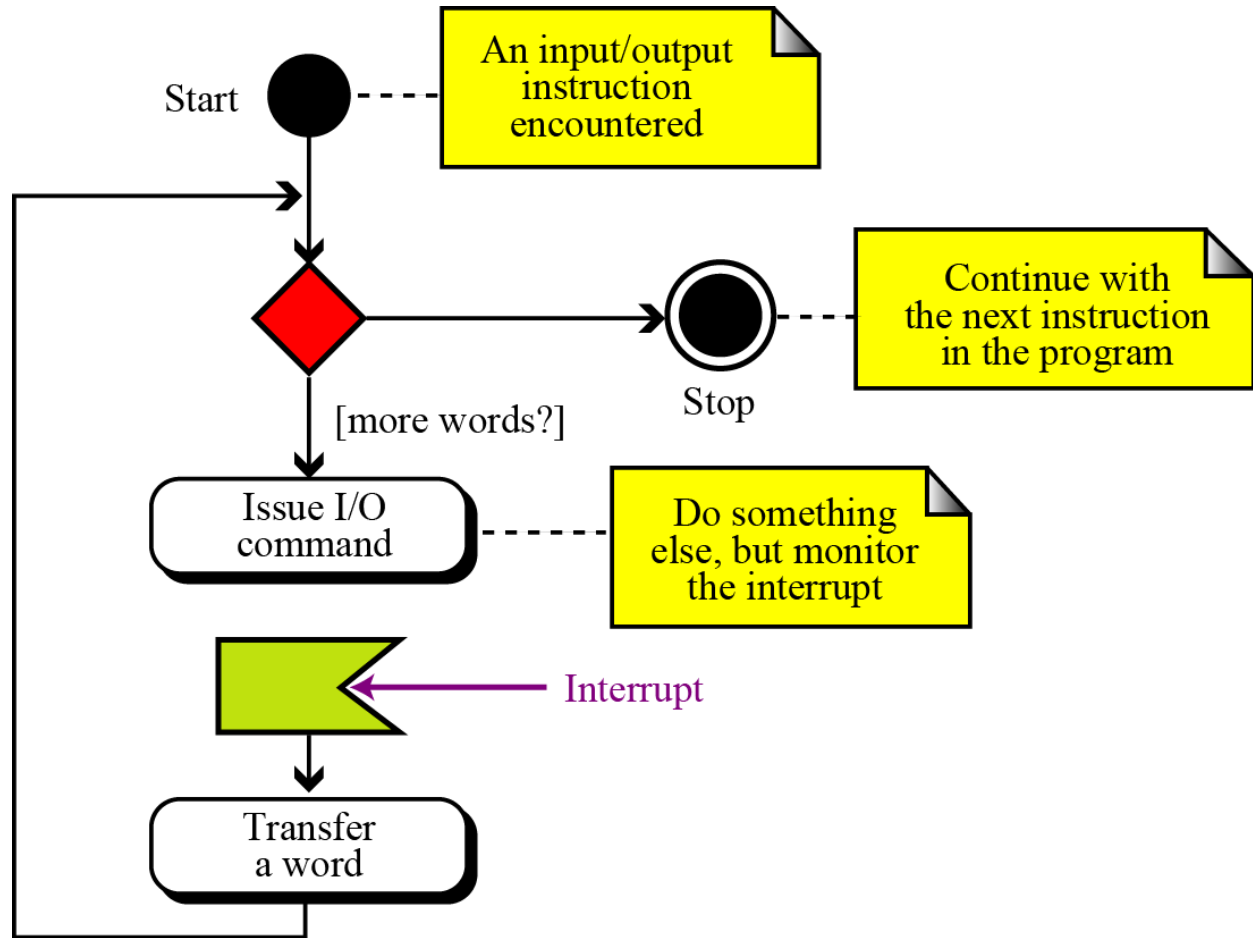 An input/output
instruction
encountered
Start
Continue with
the next instruction
in the program
Stop
[more words?]
Issue I/O
command
Do something
else, but monitor
the interrupt
Interrupt
Transfer
a word